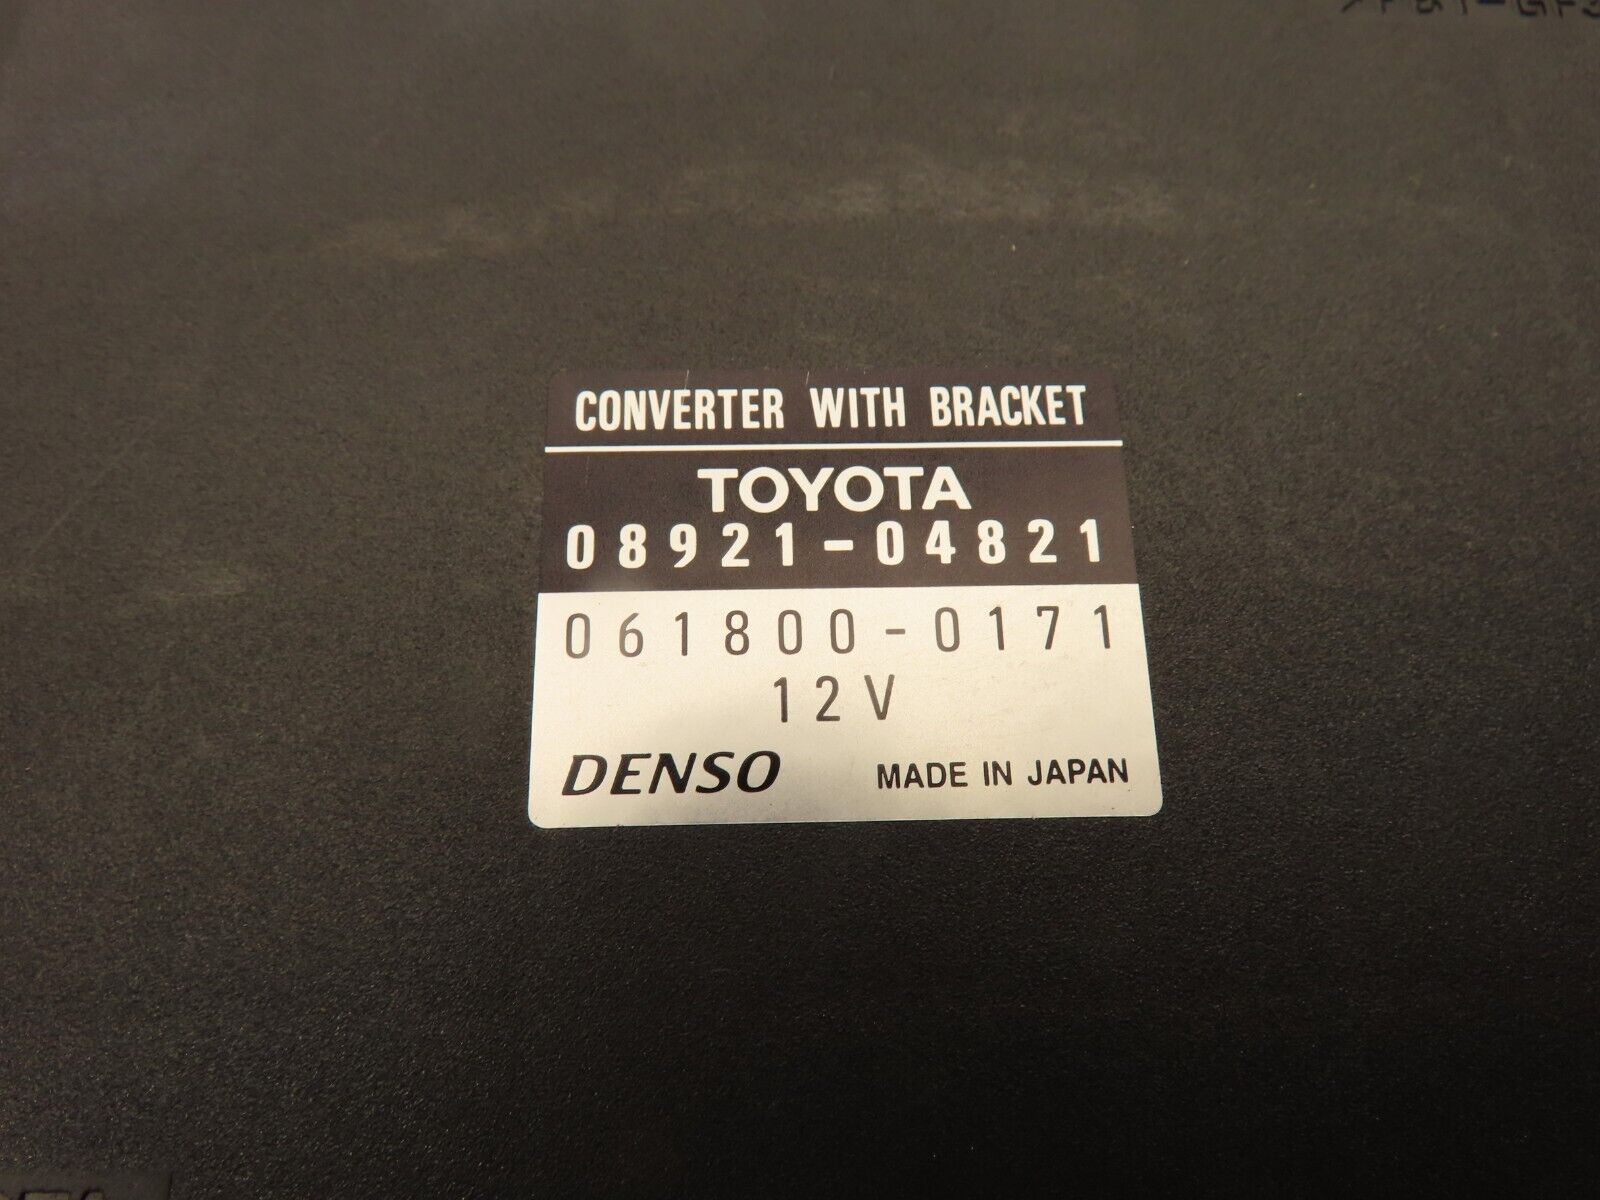 CONVERTER WITH BRACKET
TOYOTA
08921-04821
061800-0171
12V
DENSO MADE IN JAPAN